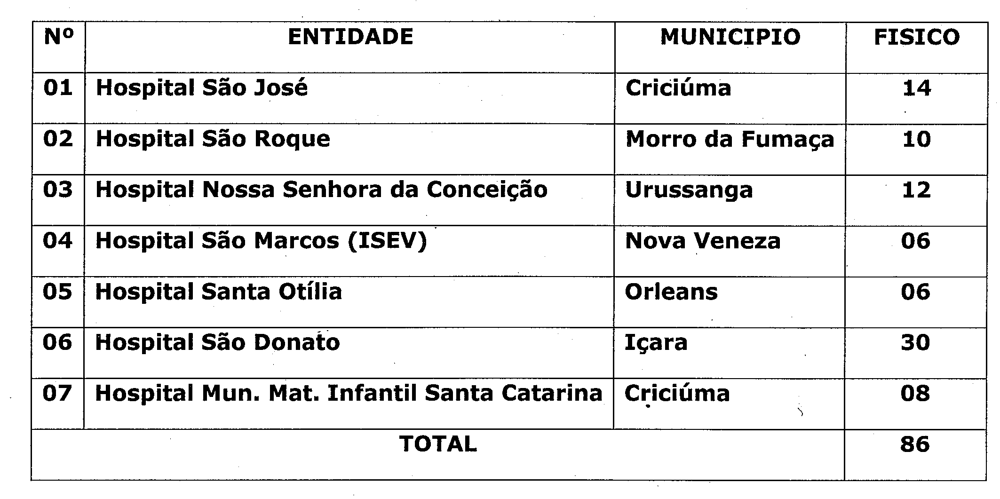 Nº ENTIDADE MUNICIPIO FISICO
01 Hospital São José Criciúma 14
02 Hospital São Roque Morro da Fumaça 10
03 Hospital Nossa Senhora da Conceição Urussanga 12
04 Hospital São Marcos (ISEV) Nova Veneza 06
05 Hospital Santa Otília Orleans 06
06 Hospital São Donato Içara 30
07 Hospital Mun. Mat. Infantil Santa Catarina Criciúma 08
TOTAL 86